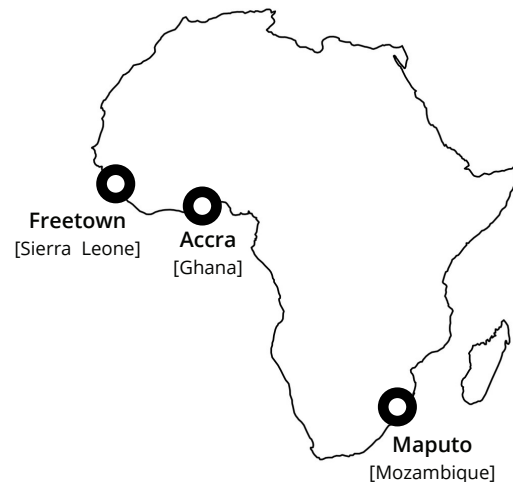 Freetown
[Sierra Leone]
Accra
[Ghana]
Maputo
[Mozambique]